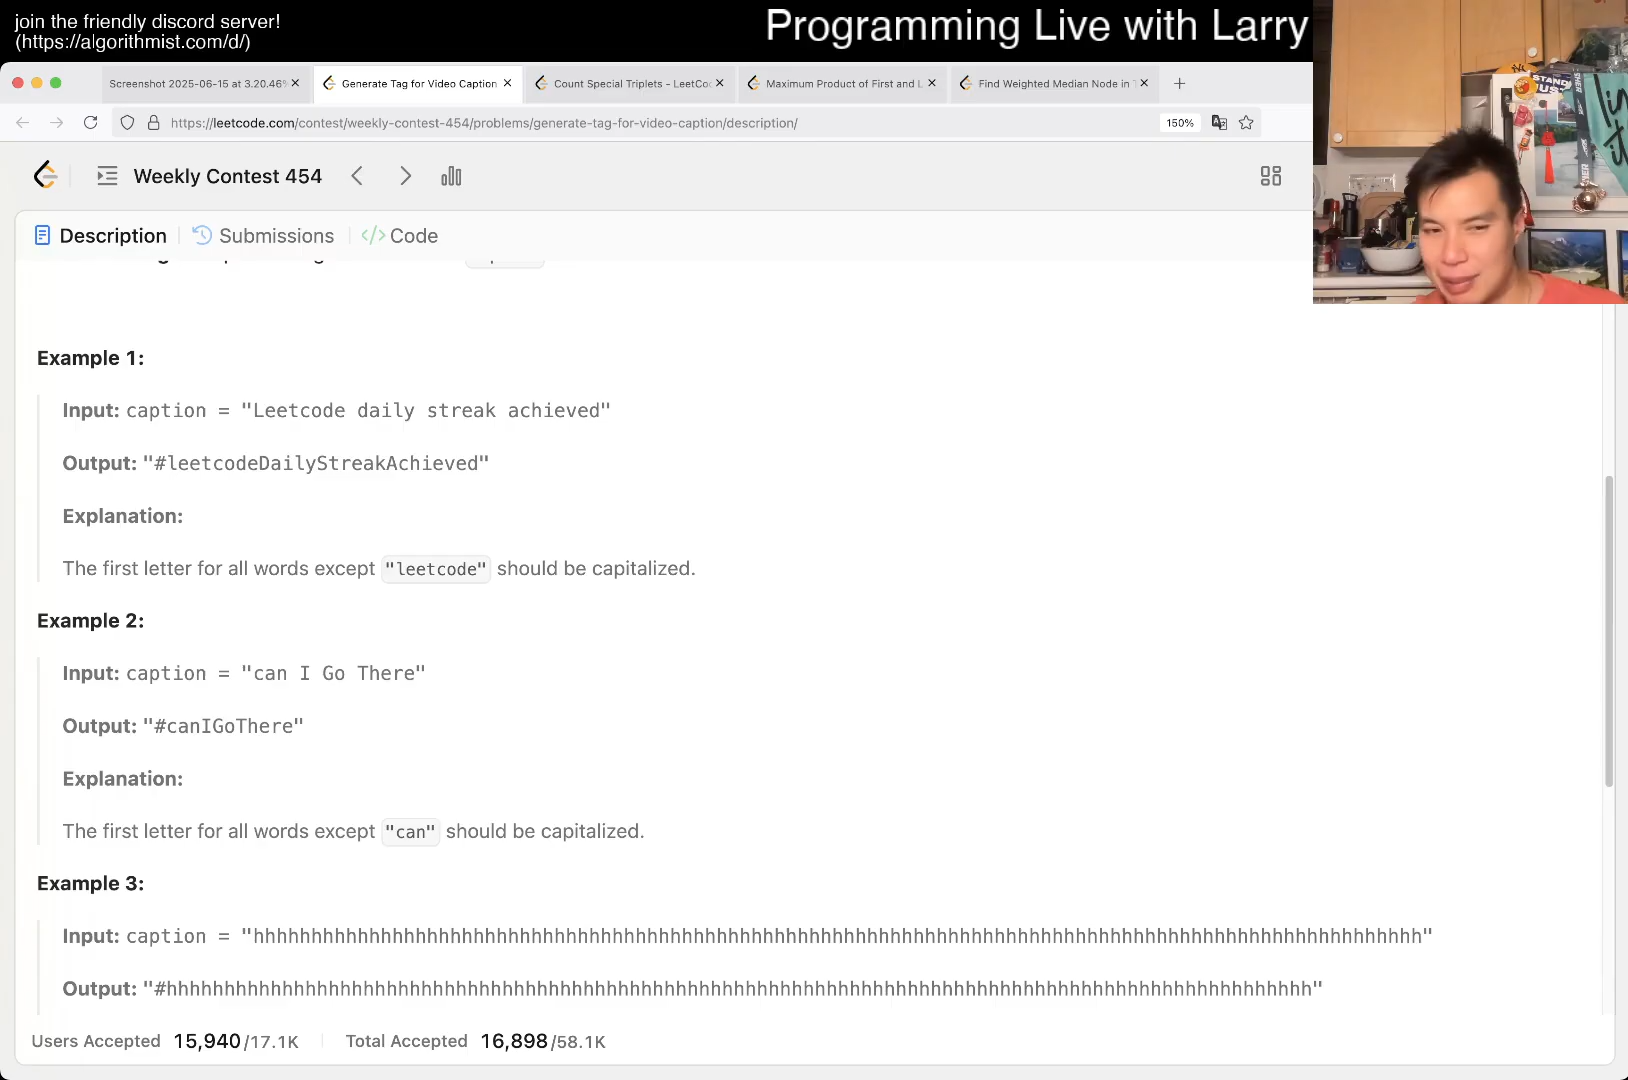 join the friendly discord server!
(https://algorithmist.com/d/)
Programming Live with Larry
Screenshot 2025-06-15 at 3.20.46
Generate Tag for Video Caption
Count Special Triplets - LeetCo
Maximum Product of First and L
Find Weighted Median Node in
https://leetcode.com/contest/weekly-contest-454/problems/generate-tag-for-video-caption/description/
150%
Weekly Contest 454
Description
Submissions
Code
Example 1:
Input: caption = "Leetcode daily streak achieved"
Output: "#leetcodeDailyStreakAchieved"
Explanation:
The first letter for all words except "leetcode" should be capitalized.
Example 2:
Input: caption = "can I Go There"
Output: "#canIGoThere"
Explanation:
The first letter for all words except "can" should be capitalized.
Example 3:
Input: caption = "hhhhhhhhhhhhhhhhhhhhhhhhhhhhhhhhhhhhhhhhhhhhhhhhhhhhhhhhhhhhhhhhhhhhhhhhhhhhhhhhhhhhhhhhhhhhhhhhhhhhh"
Output: "#hhhhhhhhhhhhhhhhhhhhhhhhhhhhhhhhhhhhhhhhhhhhhhhhhhhhhhhhhhhhhhhhhhhhhhhhhhhhhhhhhhhhhhhhhhhhhhhhhhh"
Users Accepted 15,940/17.1K
Total Accepted 16,898/58.1K